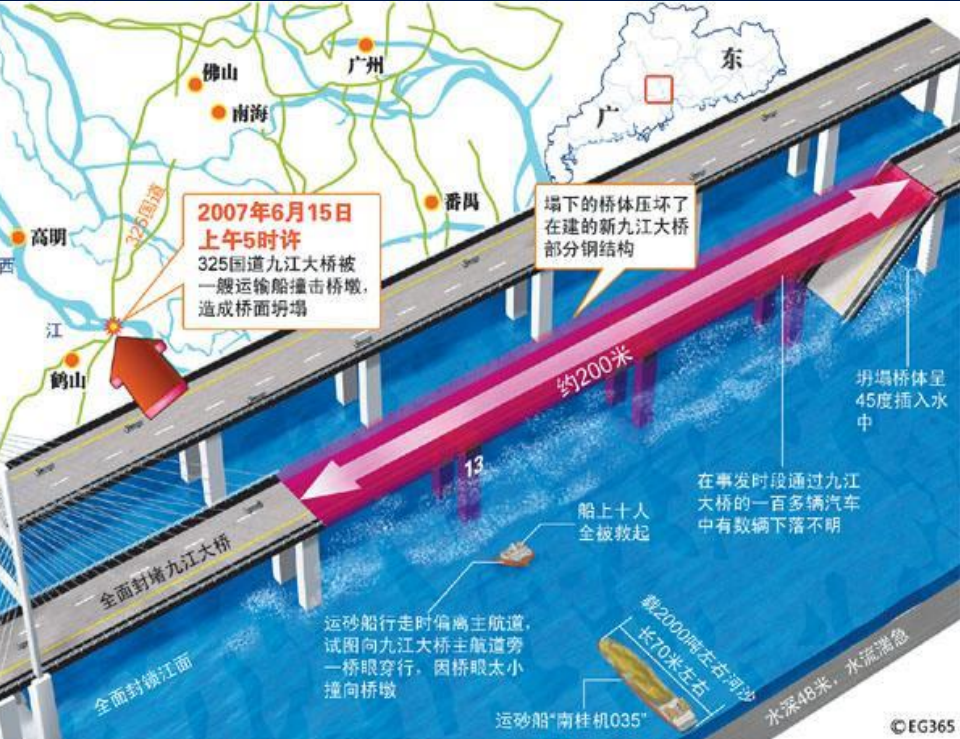 佛山
广州
南海
东
广
325国道
番禺
高明
西
江
鹤山
2007年6月15日
上午5时许
325国道九江大桥被
一艘运输船撞击桥墩，
造成桥面坍塌
塌下的桥体压坏了
在建的新九江大桥
部分钢结构
约200米
坍塌桥体呈
45度插入水
中
13
在事发时段通过九江
大桥的一百多辆汽车
中有数辆下落不明
船上十人
全被救起
全面封堵九江大桥
运砂船行走时偏离主航道，
试图向九江大桥主航道旁
一桥眼穿行，因桥眼太小
撞向桥墩
全面封锁江面
载2000吨左右河沙
长70米左右
运砂船“南桂机035”
水深48米，水流湍急
©EG365